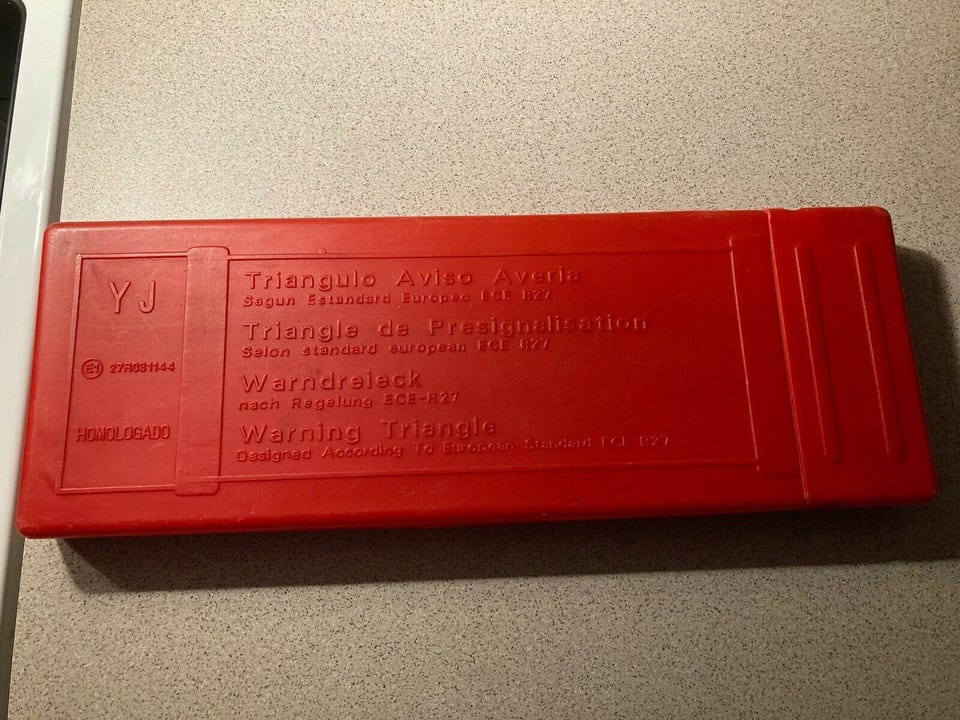 YJ
E1 27R031144
HOMOLOGADO
Triangulo Aviso Averia
Segun Estandard Europeo ECE R27
Triangle de Presignalisation
Selon standard european ECE R27
Warndreieck
nach Regelung ECE-R27
Warning Triangle
Designed According To European Standard ECE R27